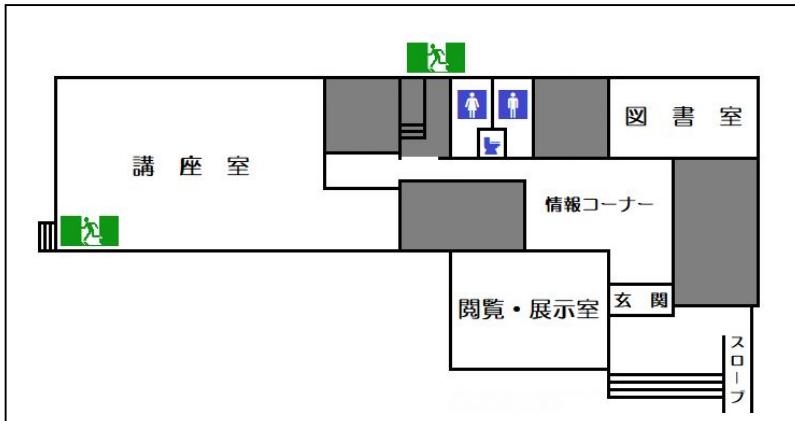 図書室
講座室
情報コーナー
閲覧・展示室
玄関
スロープ